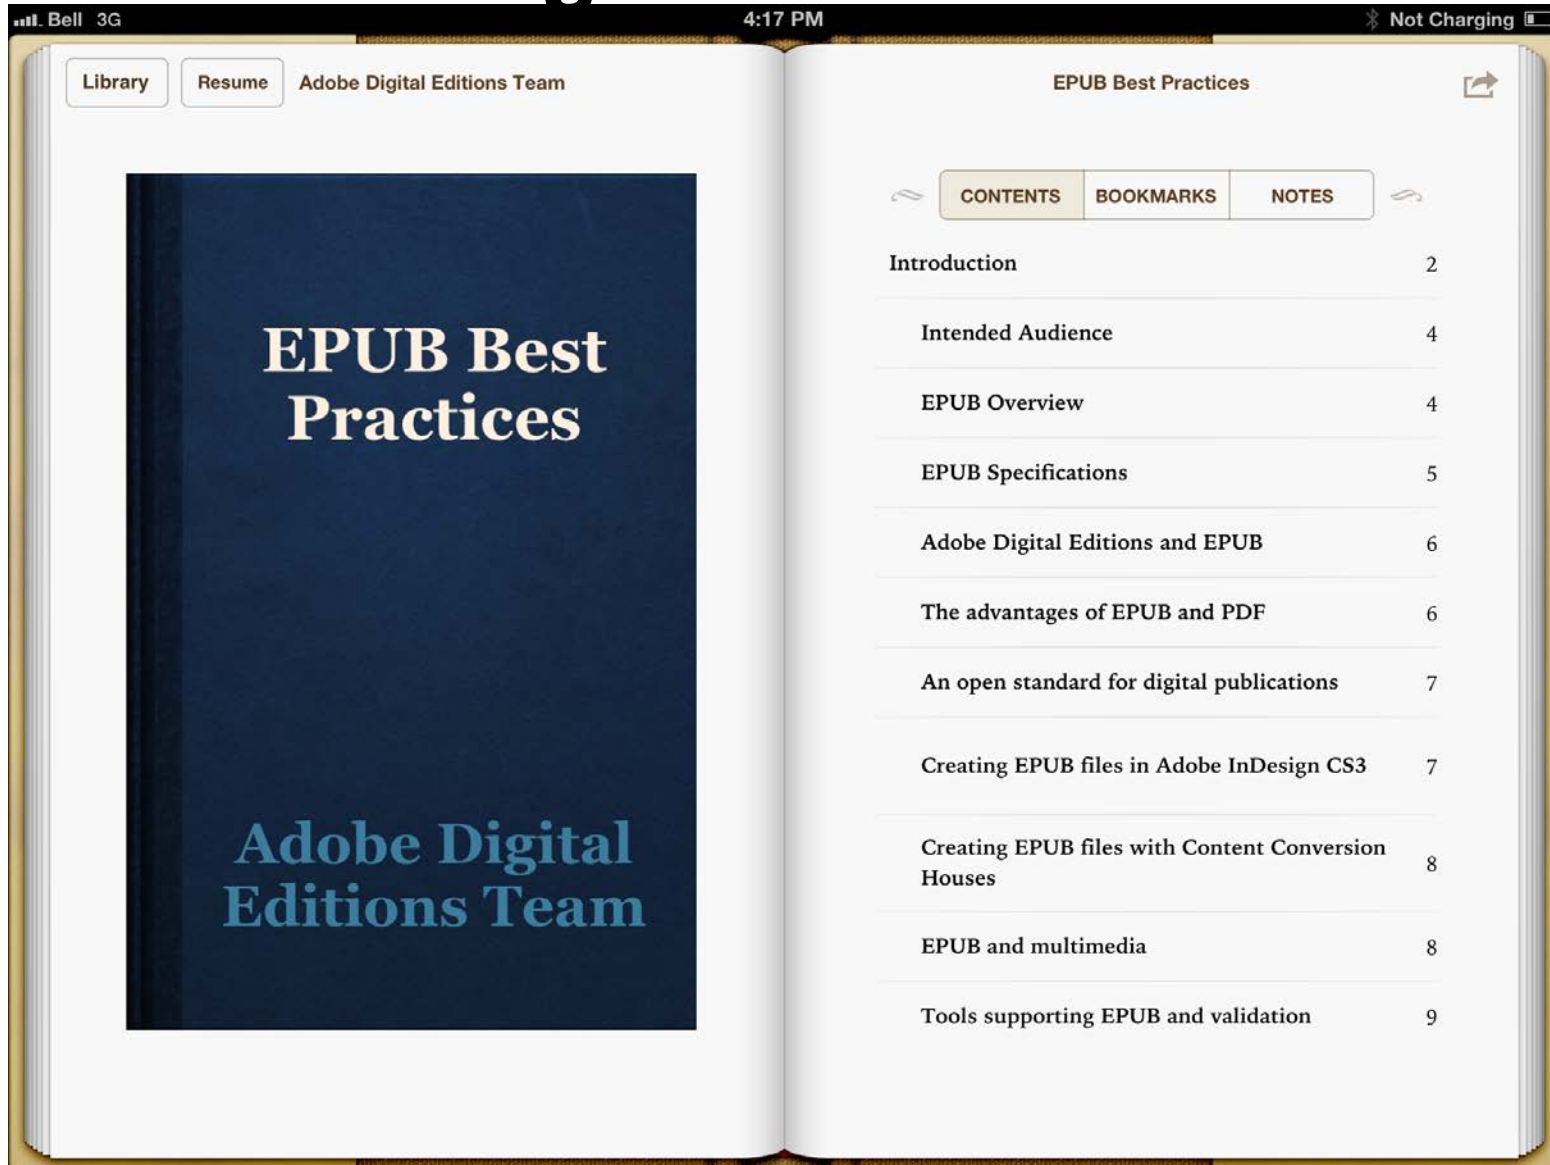 Bell 3G 4:17 PM Not Charging
Library Resume Adobe Digital Editions Team
EPUB Best Practices
EPUB Best
Practices
Adobe Digital
Editions Team
CONTENTS BOOKMARKS NOTES
Introduction 2
Intended Audience 4
EPUB Overview 4
EPUB Specifications 5
Adobe Digital Editions and EPUB 6
The advantages of EPUB and PDF 6
An open standard for digital publications 7
Creating EPUB files in Adobe InDesign CS3 7
Creating EPUB files with Content Conversion
Houses 8
EPUB and multimedia 8
Tools supporting EPUB and validation 9